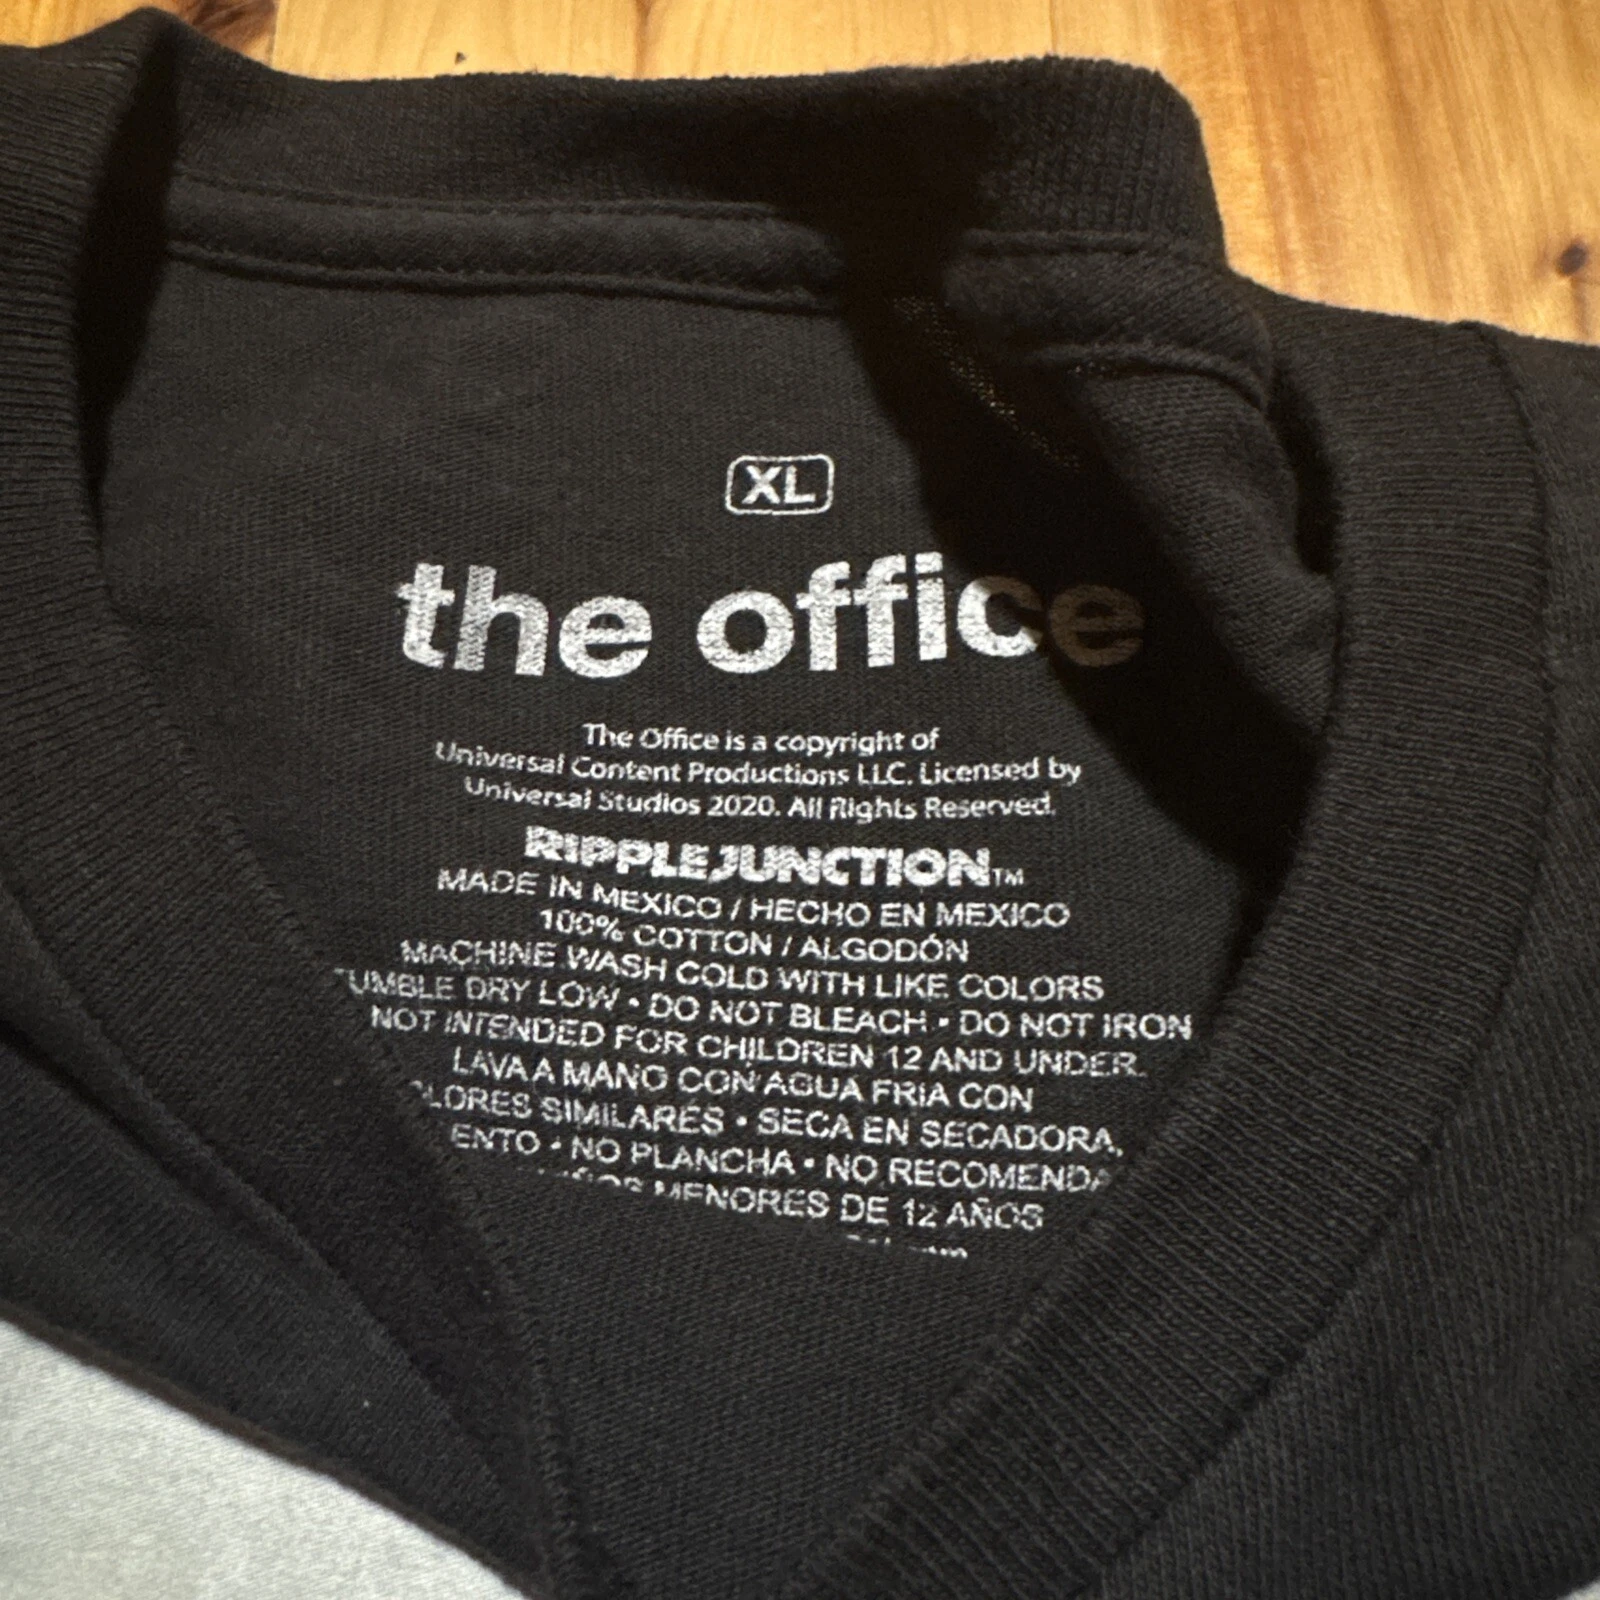 XL
the office
The Office is a copyright of
Universal Content Productions LLC. Licensed by
Universal Studios 2020. All Rights Reserved.
RIPPLE JUNCTION™
MADE IN MEXICO / HECHO EN MEXICO
100% COTTON / ALGODÓN
MACHINE WASH COLD WITH LIKE COLORS
TUMBLE DRY LOW • DO NOT BLEACH • DO NOT IRON
NOT INTENDED FOR CHILDREN 12 AND UNDER.
LAVA A MANO CON AGUA FRIA CON
LORES SIMILARES • SECA EN SECADORA,
ENTO • NO PLANCHA • NO RECOMENDA
MENORES DE 12 AÑOS